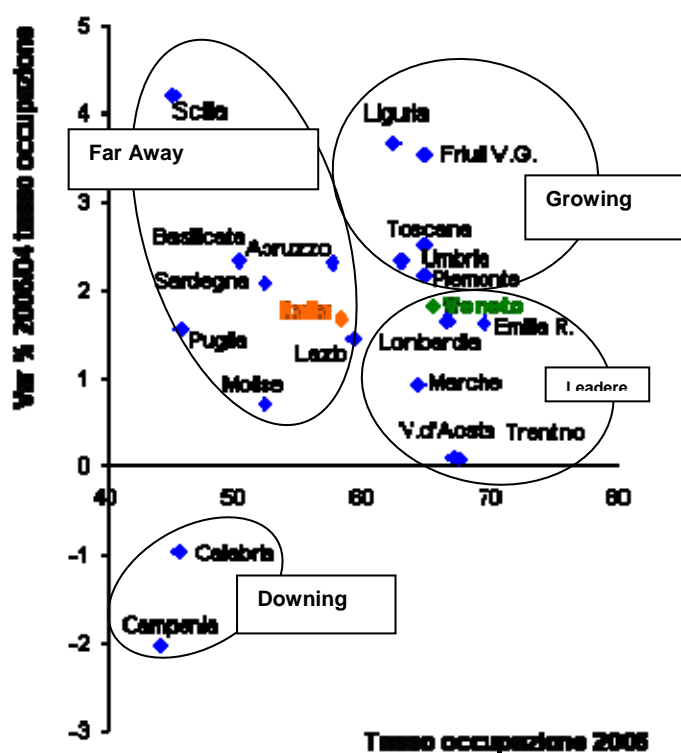 Var % 2006/04 tasso occupazione
5
4
3
2
1
0
-1
-2
-3
40
50
60
70
80
Scilia
Far Away
Liguria
Friuli V.G.
Growing
Basilicata
Abruzzo
Toscana
Umbria
Sardegna
Piemonte
Italia
Veneto
Puglia
Lazio
Lombardia
Emilia R.
Molise
Marche
Leadere
V.d'Aosta
Trentino
Calabria
Downing
Campania
Tasso occupazione 2006